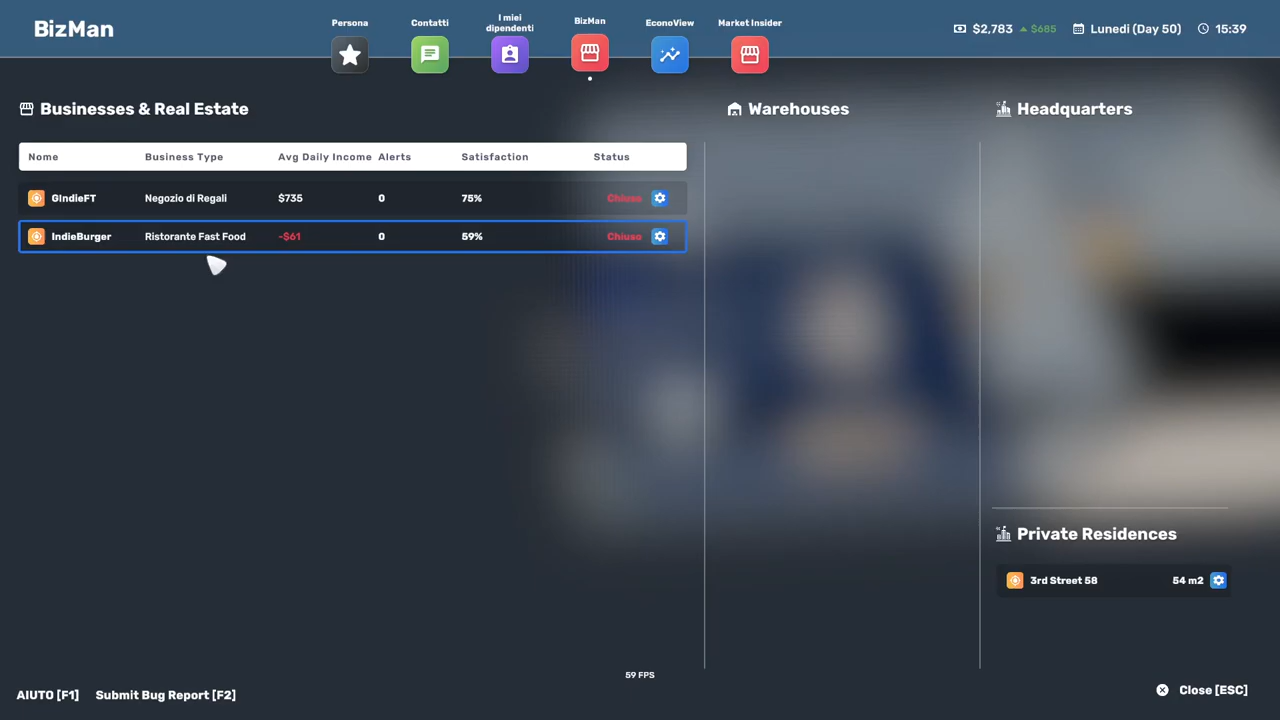 BizMan
Persona
Contatti
I miei
dipendenti
BizMan
EconoView
Market Insider
$2,783 $685
Lunedì (Day 50)
15:39
Businesses & Real Estate
Nome Business Type Avg Daily Income Alerts Satisfaction Status
GIndieFT Negozio di Regali $735 0 75% Chiuso
IndieBurger Ristorante Fast Food -$61 0 59% Chiuso
Warehouses
Headquarters
Private Residences
3rd Street 58 54 m2
59 FPS
AIUTO [F1] Submit Bug Report [F2]
Close [ESC]